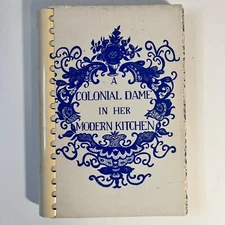 A
COLONIAL DAME
IN HER
MODERN KITCHEN